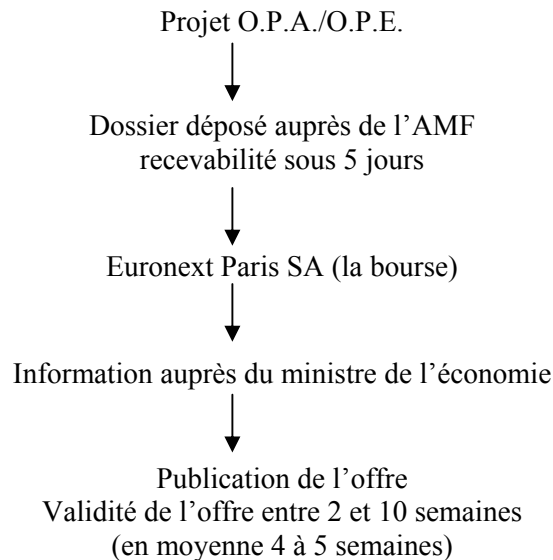 Projet O.P.A./O.P.E.
Dossier déposé auprès de l’AMF
recevabilité sous 5 jours
Euronext Paris SA (la bourse)
Information auprès du ministre de l’économie
Publication de l’offre
Validité de l’offre entre 2 et 10 semaines
(en moyenne 4 à 5 semaines)